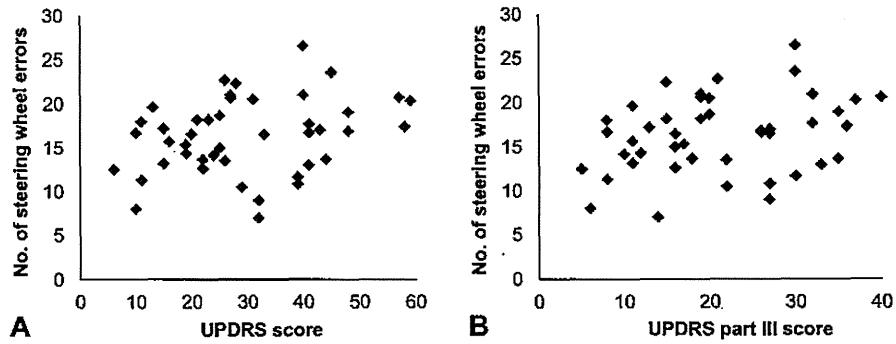 No. of steering wheel errors
30
25
20
15
10
5
0
0 10 20 30 40 50 60
UPDRS score
A
No. of steering wheel errors
30
25
20
15
10
5
0
0 10 20 30 40
UPDRS part III score
B